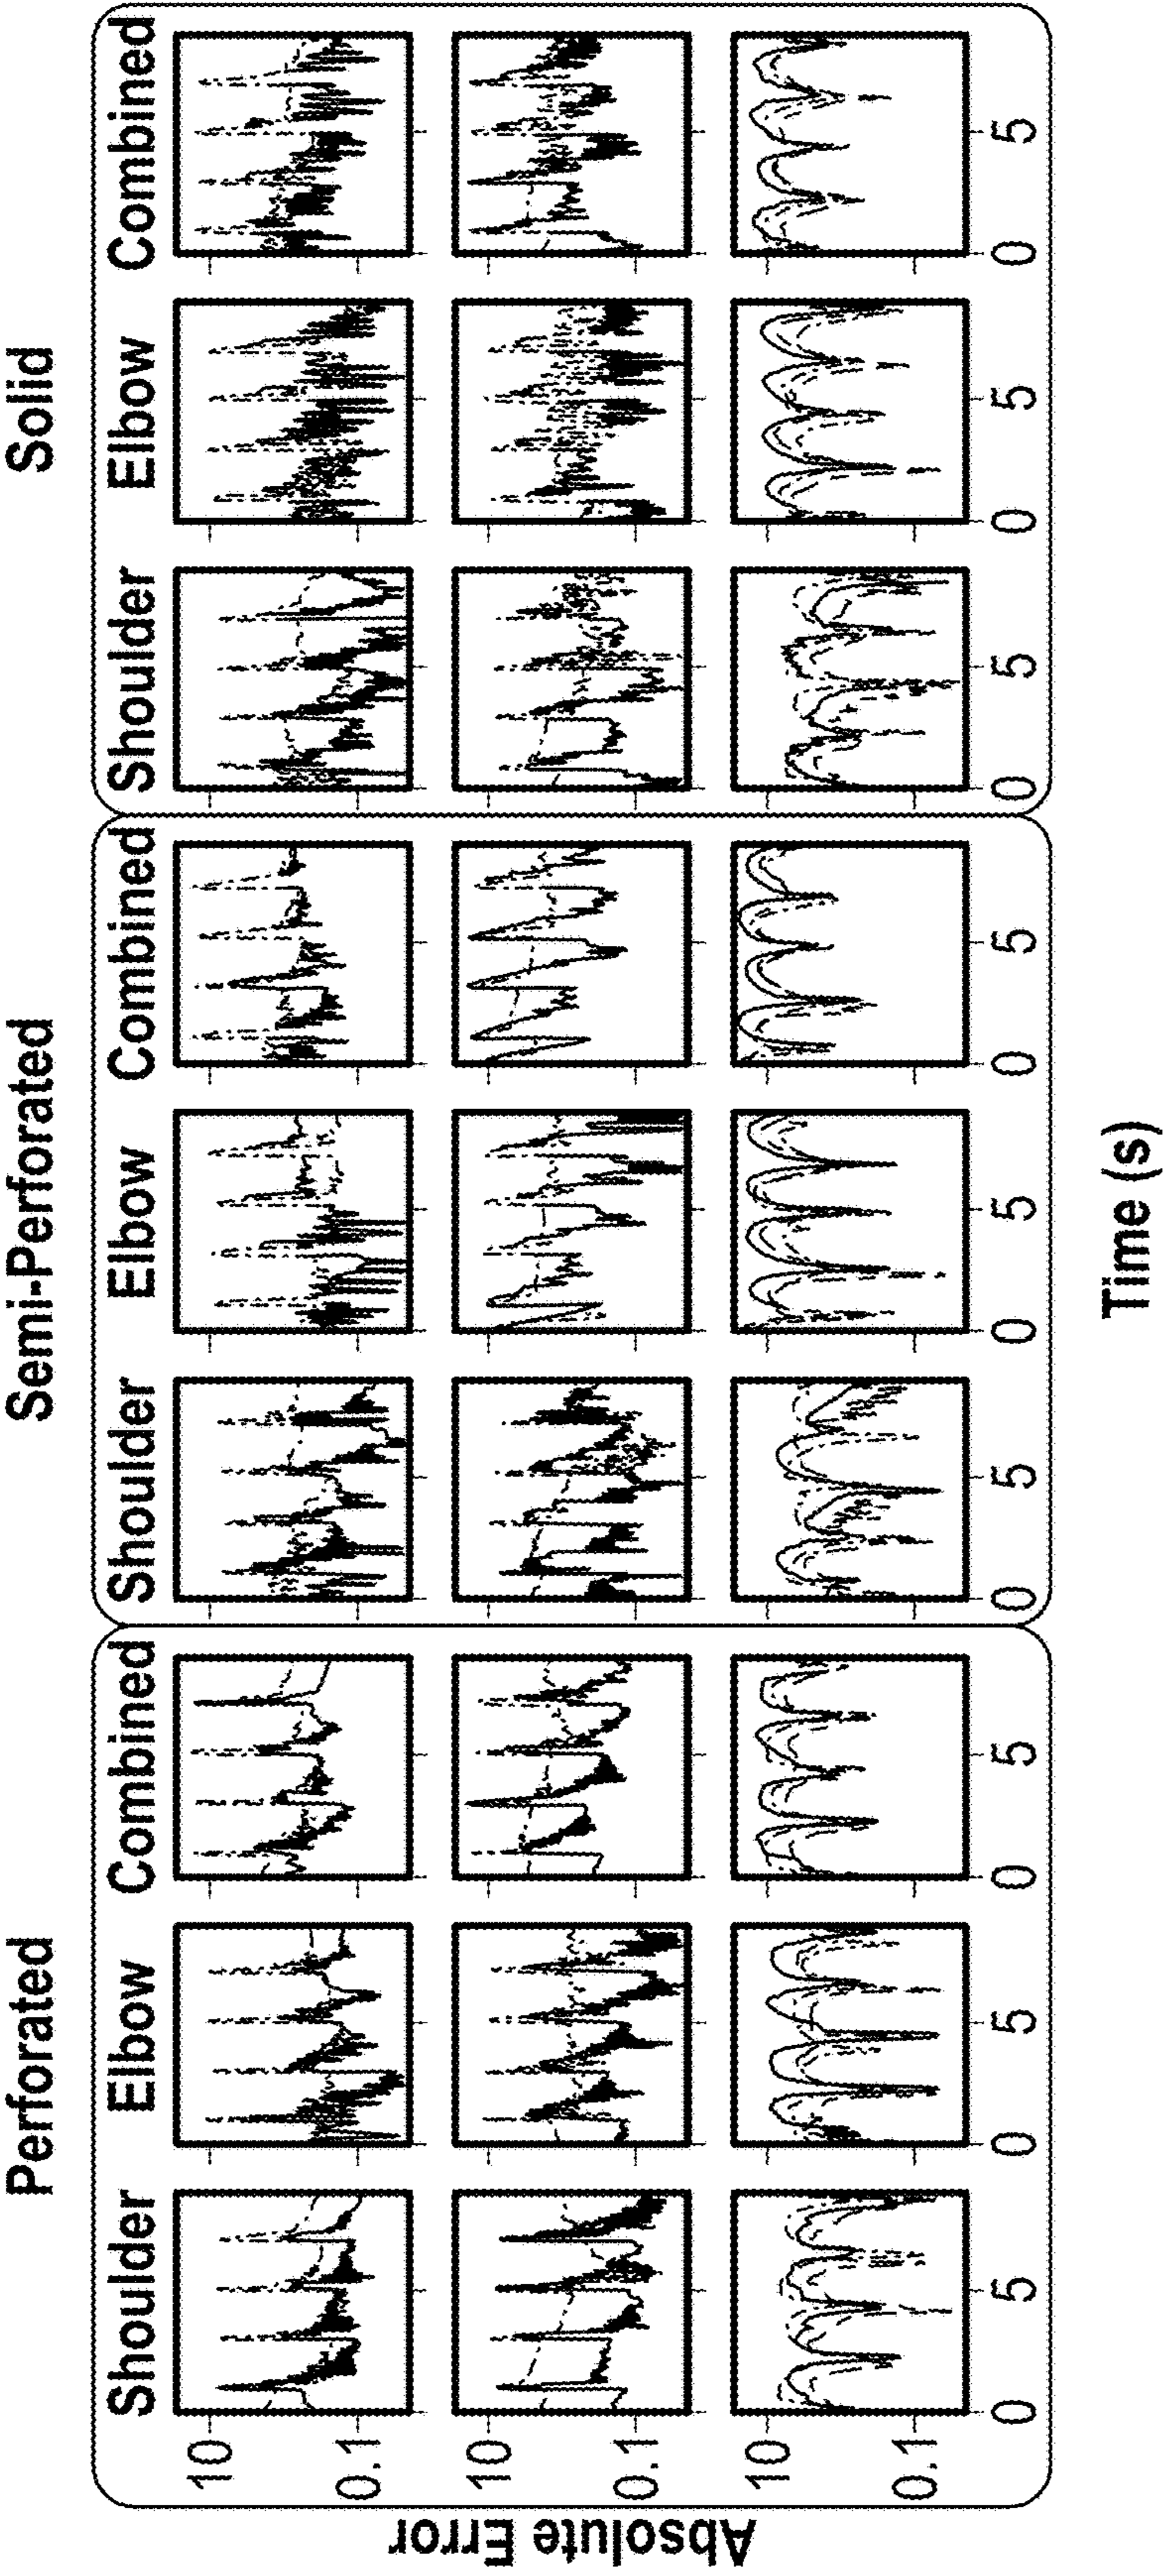 Perforated Semi-Perforated Solid
Shoulder Elbow Combined Shoulder Elbow Combined Shoulder Elbow Combined
10
0.1
10
0.1
10
0.1
0 5 0 5 0 5 0 5 0 5 0 5 0 5 0 5 0 5
Absolute Error
Time (s)